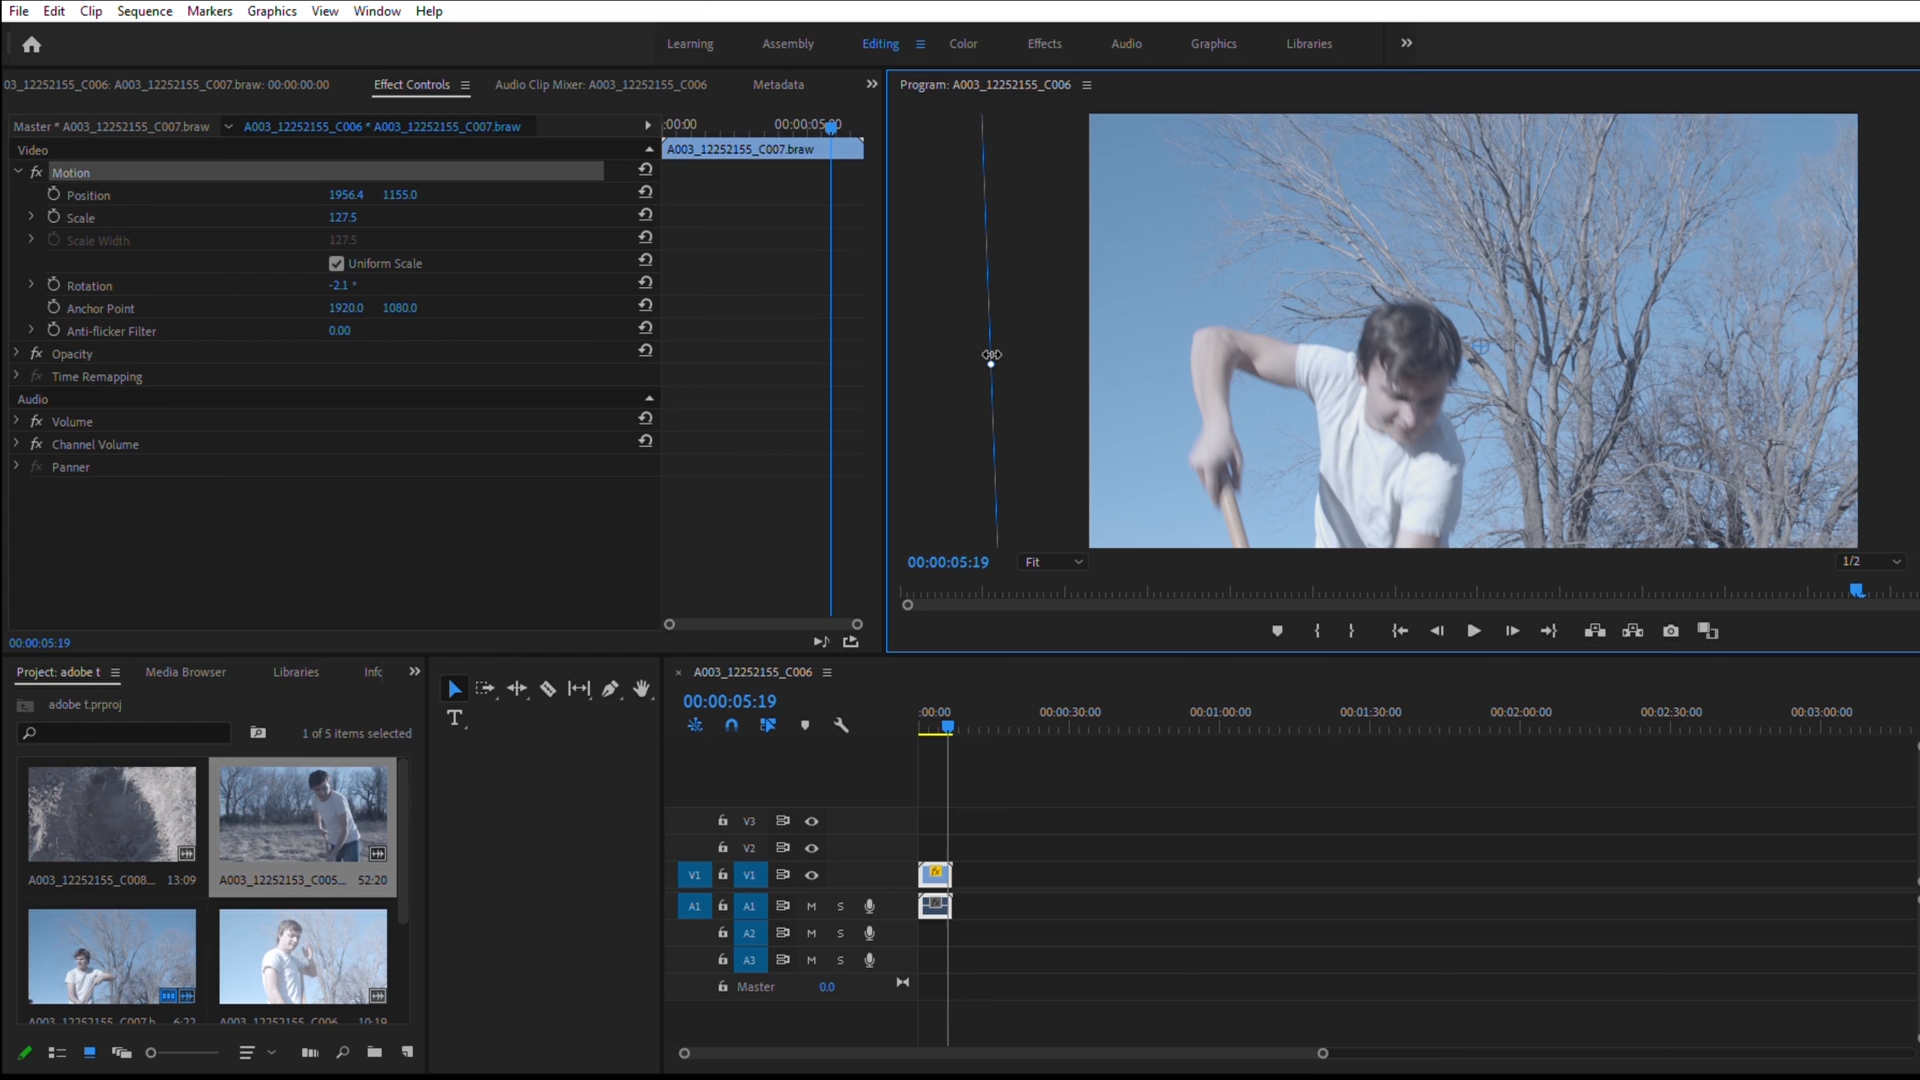 File Edit Clip Sequence Markers Graphics View Window Help
Learning Assembly Editing Color Effects Audio Graphics Libraries
03_12252155_C006: A003_12252155_C007.braw: 00:00:00:00 Effect Controls Audio Clip Mixer: A003_12252155_C006 Metadata
Program: A003_12252155_C006
Master * A003_12252155_C007.braw A003_12252155_C006 * A003_12252155_C007.braw
:00:00 00:00:05:00
Video
A003_12252155_C007.braw
fx Motion
Position 1956.4 1155.0
Scale 127.5
Scale Width 127.5
Uniform Scale
Rotation -2.1 °
Anchor Point 1920.0 1080.0
Anti-flicker Filter 0.00
fx Opacity
fx Time Remapping
Audio
fx Volume
fx Channel Volume
fx Panner
00:00:05:19
00:00:05:19 Fit 1/2
Project: adobe t Media Browser Libraries Info
adobe t.prproj
1 of 5 items selected
A003_12252155_C008... 13:09
A003_12252153_C005... 52:20
A003_12252155_C007.b 6:22
A003_12252155_C006 10:19
T
× A003_12252155_C006
00:00:05:19
:00:00 00:00:30:00 00:01:00:00 00:01:30:00 00:02:00:00 00:02:30:00 00:03:00:00
V3
V2
V1 V1 fx
A1 A1 M S
A2 M S
A3 M S
Master 0.0